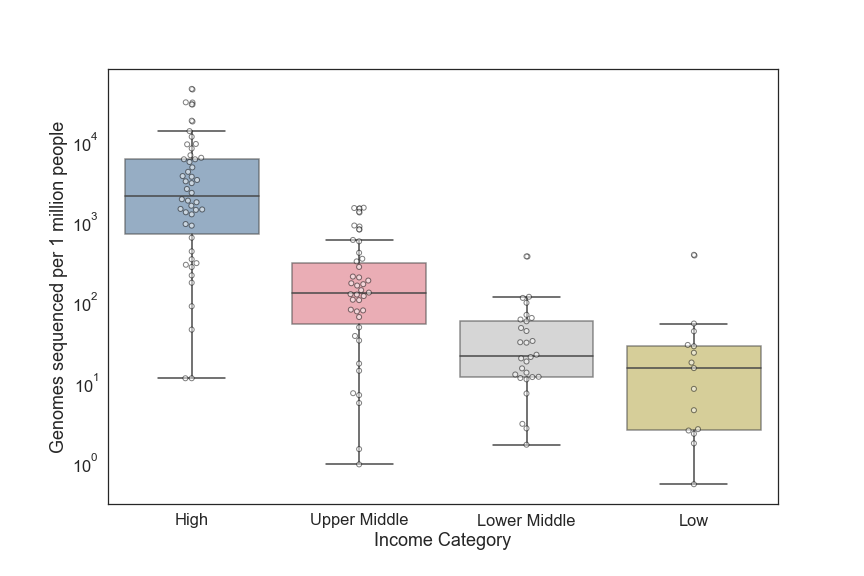 Genomes sequenced per 1 million people
10^4
10^3
10^2
10^1
10^0
High Upper Middle Lower Middle Low
Income Category